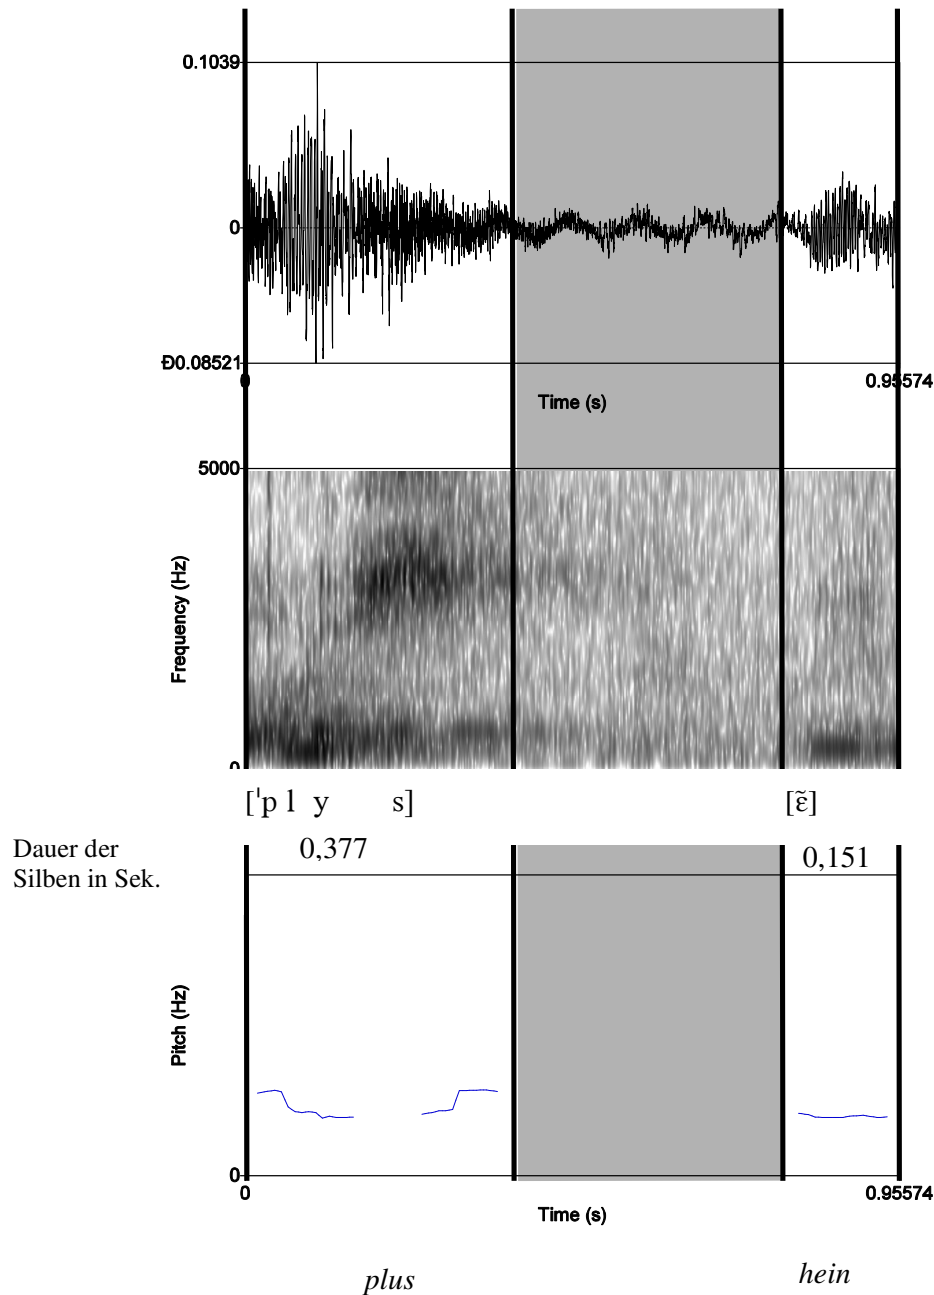 0.1039
0
Ð0.08521
0 0.95574
Time (s)
5000
Frequency (Hz)
0
[ˈp l y s] [ɛ̃]
Dauer der
Silben in Sek.
0,377 0,151
Pitch (Hz)
0
0 0.95574
Time (s)
plus hein